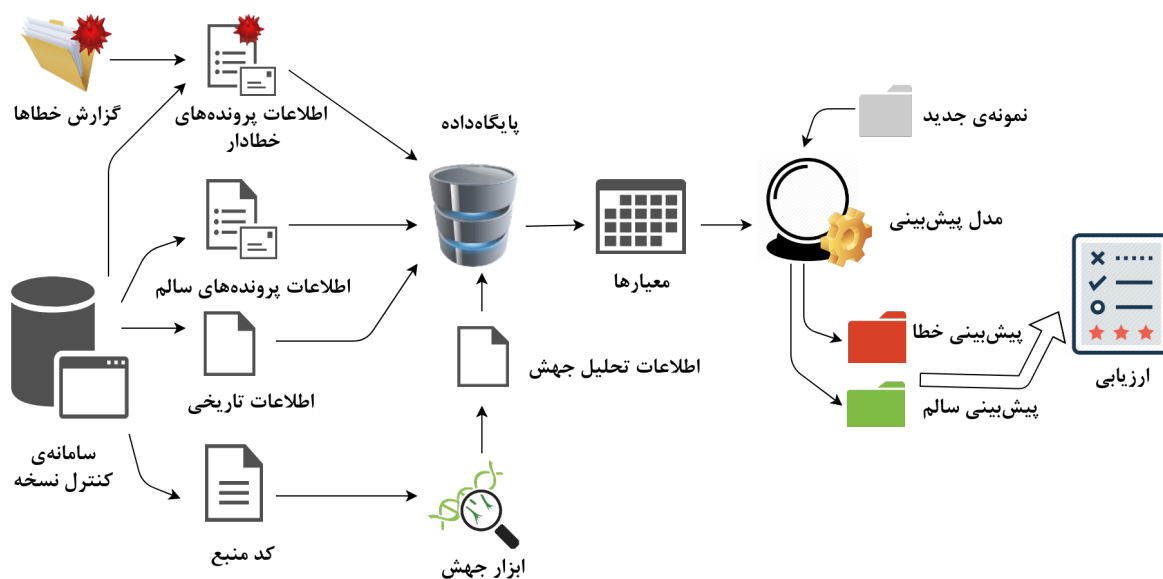 گزارش خطاها
اطلاعات پرونده‌های
خطادار
پایگاه‌داده
نمونه‌ی جدید
مدل پیش‌بینی
معیارها
اطلاعات پرونده‌های سالم
پیش‌بینی خطا
اطلاعات تحلیل جهش
ارزیابی
اطلاعات تاریخی
پیش‌بینی سالم
سامانه‌ی
کنترل نسخه
کد منبع
ابزار جهش